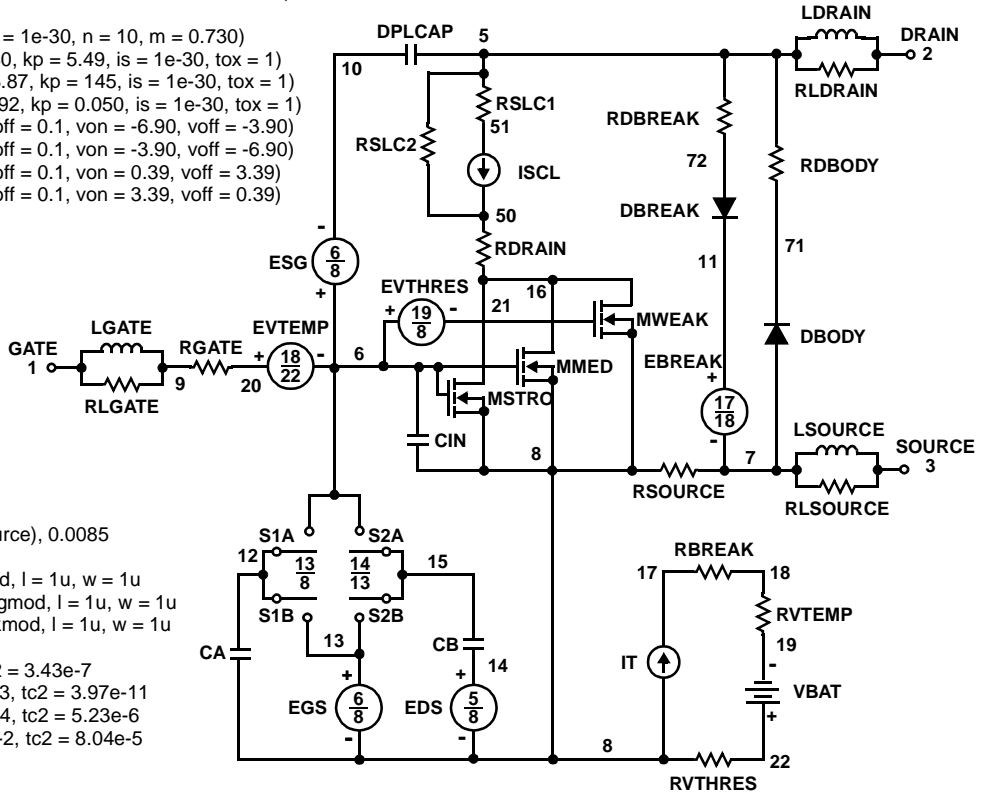 = 1e-30, n = 10, m = 0.730)
0, kp = 5.49, is = 1e-30, tox = 1)
.87, kp = 145, is = 1e-30, tox = 1)
92, kp = 0.050, is = 1e-30, tox = 1)
off = 0.1, von = -6.90, voff = -3.90)
off = 0.1, von = -3.90, voff = -6.90)
off = 0.1, von = 0.39, voff = 3.39)
off = 0.1, von = 3.39, voff = 0.39)
DPLCAP
10
5
LDRAIN
DRAIN
2
RLDRAIN
RSLC1
51
RSLC2
ISCL
50
RDRAIN
RDBREAK
72
DBREAK
11
RDBODY
71
DBODY
ESG
-
6
8
+
EVTHRES
+
19
8
-
21
16
MWEAK
MMED
MSTRO
EBREAK
+
17
18
-
GATE
1
LGATE
RLGATE
9
RGATE
20
EVTEMP
+
18
22
-
6
CIN
8
RSOURCE
7
LSOURCE
SOURCE
3
RLSOURCE
urce), 0.0085
d, l = 1u, w = 1u
gmod, l = 1u, w = 1u
kmod, l = 1u, w = 1u
2 = 3.43e-7
3, tc2 = 3.97e-11
4, tc2 = 5.23e-6
-2, tc2 = 8.04e-5
S1A
S2A
12
13
8
14
13
15
S1B
S2B
13
CA
CB
14
+
EGS
6
8
-
+
EDS
5
8
-
8
17
RBREAK
18
RVTEMP
19
IT
-
VBAT
+
22
RVTHRES